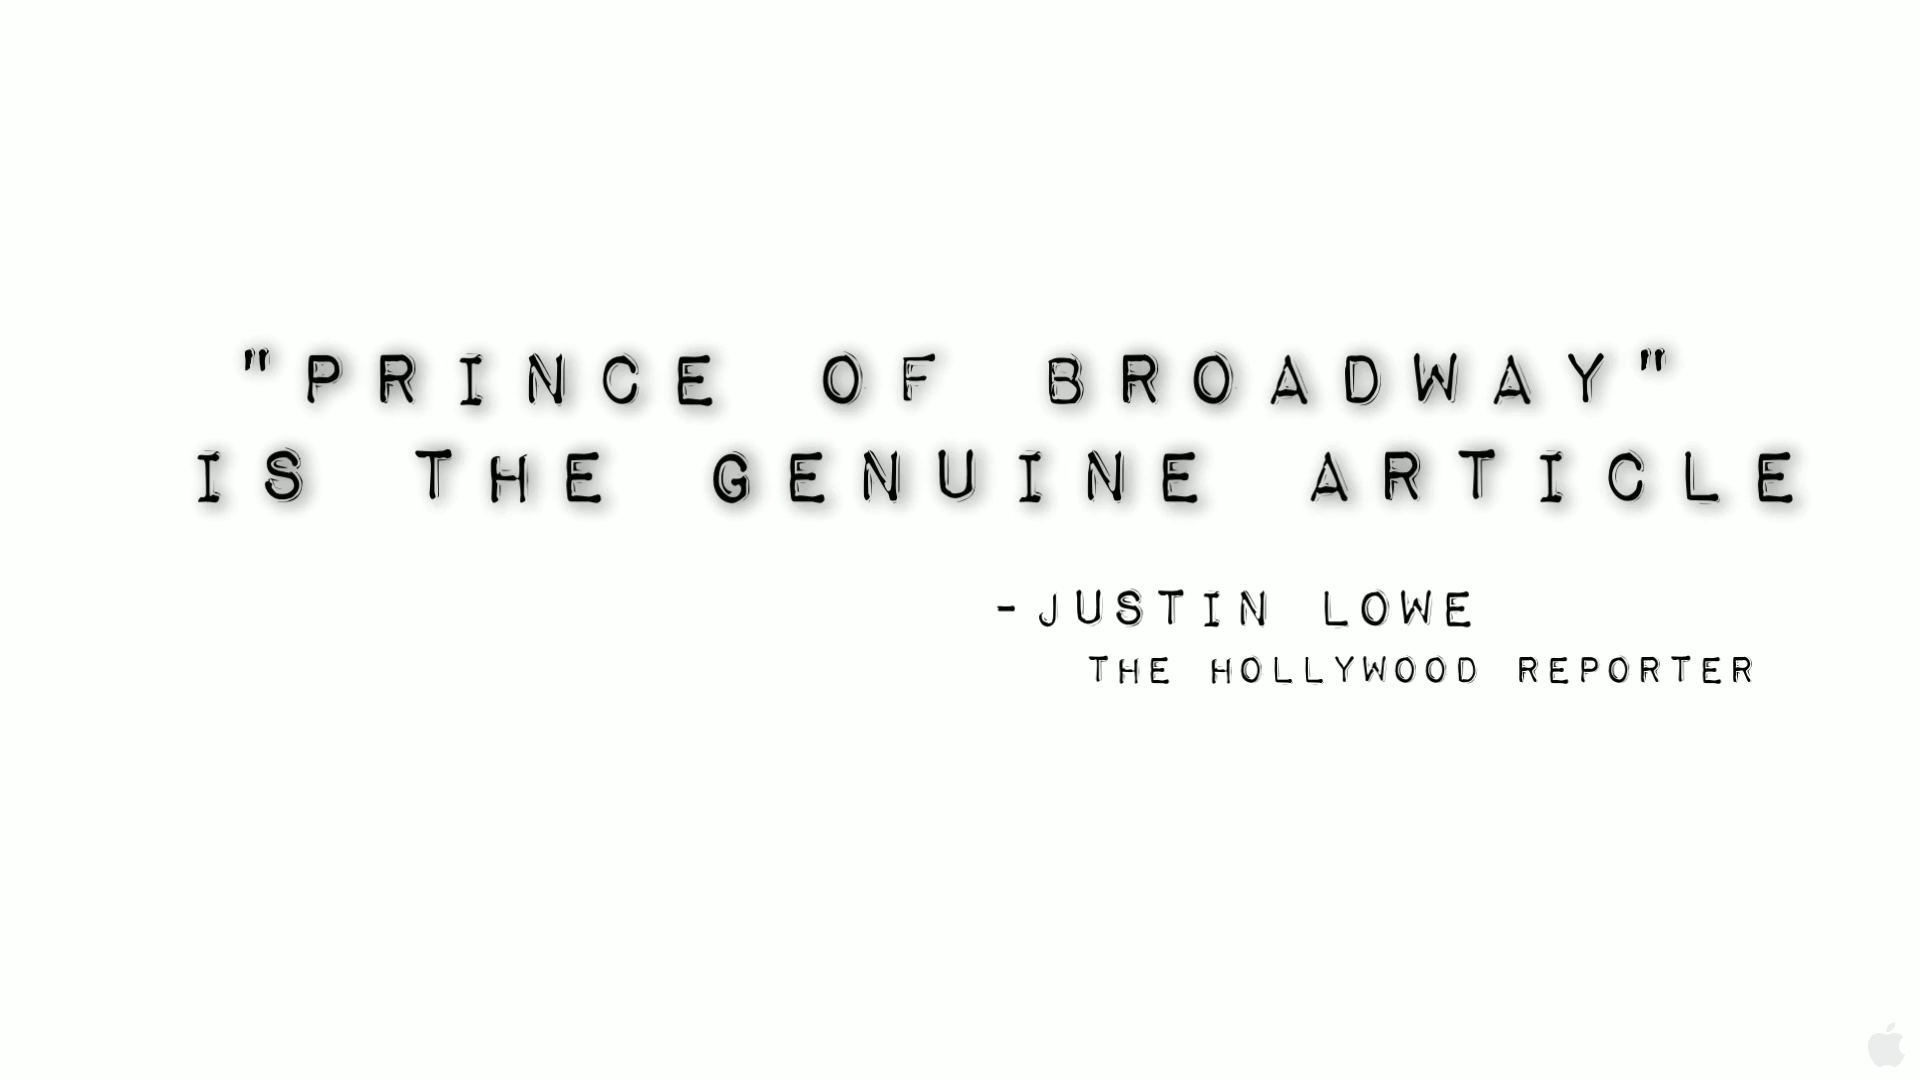 "PRINCE OF BROADWAY"
IS THE GENUINE ARTICLE
-JUSTIN LOWE
THE HOLLYWOOD REPORTER